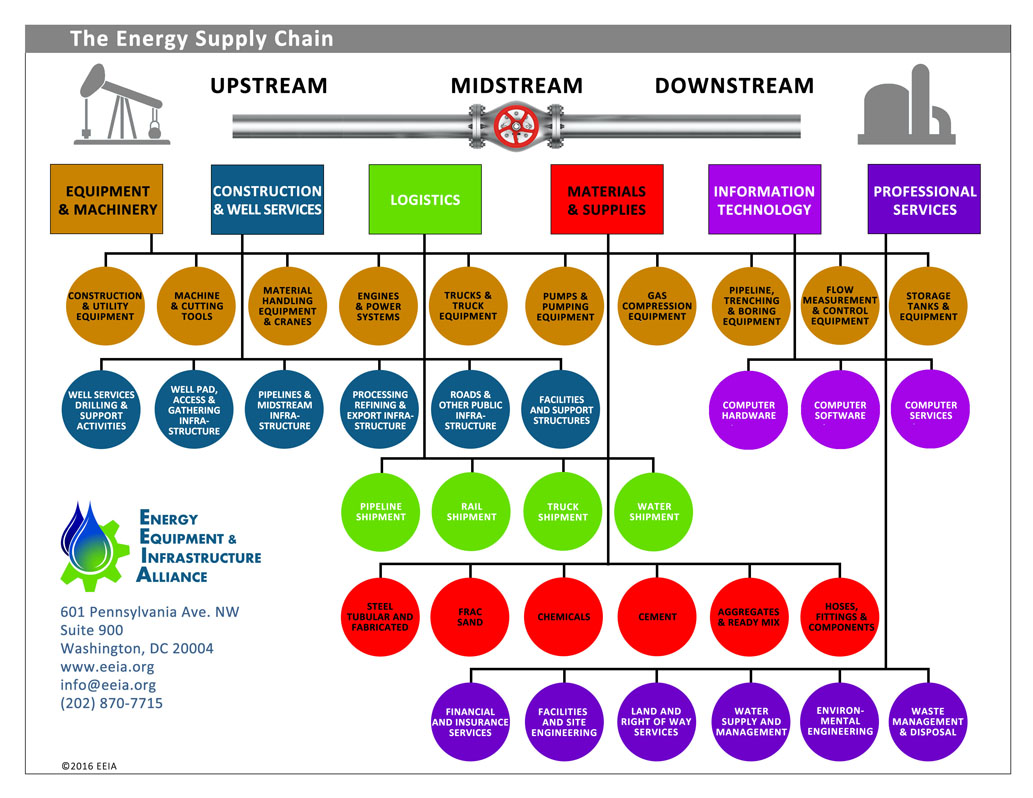 The Energy Supply Chain
UPSTREAM
MIDSTREAM
DOWNSTREAM
EQUIPMENT
& MACHINERY
CONSTRUCTION
& WELL SERVICES
LOGISTICS
MATERIALS
& SUPPLIES
INFORMATION
TECHNOLOGY
PROFESSIONAL
SERVICES
CONSTRUCTION
& UTILITY
EQUIPMENT
MACHINE
& CUTTING
TOOLS
MATERIAL
HANDLING
EQUIPMENT
& CRANES
ENGINES
& POWER
SYSTEMS
TRUCKS &
TRUCK
EQUIPMENT
PUMPS &
PUMPING
EQUIPMENT
GAS
COMPRESSION
EQUIPMENT
PIPELINE,
TRENCHING
& BORING
EQUIPMENT
FLOW
MEASUREMENT
& CONTROL
EQUIPMENT
STORAGE
TANKS &
EQUIPMENT
WELL SERVICES
DRILLING &
SUPPORT
ACTIVITIES
WELL PAD,
ACCESS &
GATHERING
INFRA-
STRUCTURE
PIPELINES &
MIDSTREAM
INFRA-
STRUCTURE
PROCESSING
REFINING &
EXPORT INFRA-
STRUCTURE
ROADS &
OTHER PUBLIC
INFRA-
STRUCTURE
FACILITIES
AND SUPPORT
STRUCTURES
COMPUTER
HARDWARE
COMPUTER
SOFTWARE
COMPUTER
SERVICES
PIPELINE
SHIPMENT
RAIL
SHIPMENT
TRUCK
SHIPMENT
WATER
SHIPMENT
ENERGY
EQUIPMENT &
INFRASTRUCTURE
ALLIANCE
601 Pennsylvania Ave. NW
Suite 900
Washington, DC 20004
www.eeia.org
info@eeia.org
(202) 870-7715
STEEL
TUBULAR AND
FABRICATED
FRAC
SAND
CHEMICALS
CEMENT
AGGREGATES
& READY MIX
HOSES,
FITTINGS &
COMPONENTS
FINANCIAL
AND INSURANCE
SERVICES
FACILITIES
AND SITE
ENGINEERING
LAND AND
RIGHT OF WAY
SERVICES
WATER
SUPPLY AND
MANAGEMENT
ENVIRON-
MENTAL
ENGINEERING
WASTE
MANAGEMENT
& DISPOSAL
©2016 EEIA